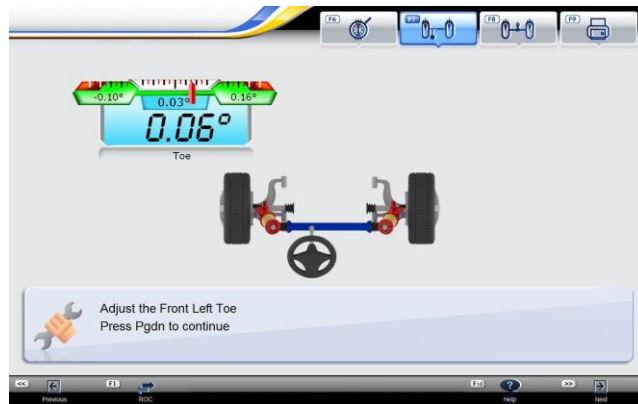 F6
F7
F8
F9
-0.10°
0.03°
0.16°
0.06°
Toe
Adjust the Front Left Toe
Press Pgdn to continue
<<
Previous
F1
ROC
F10
?
Help
>>
Next